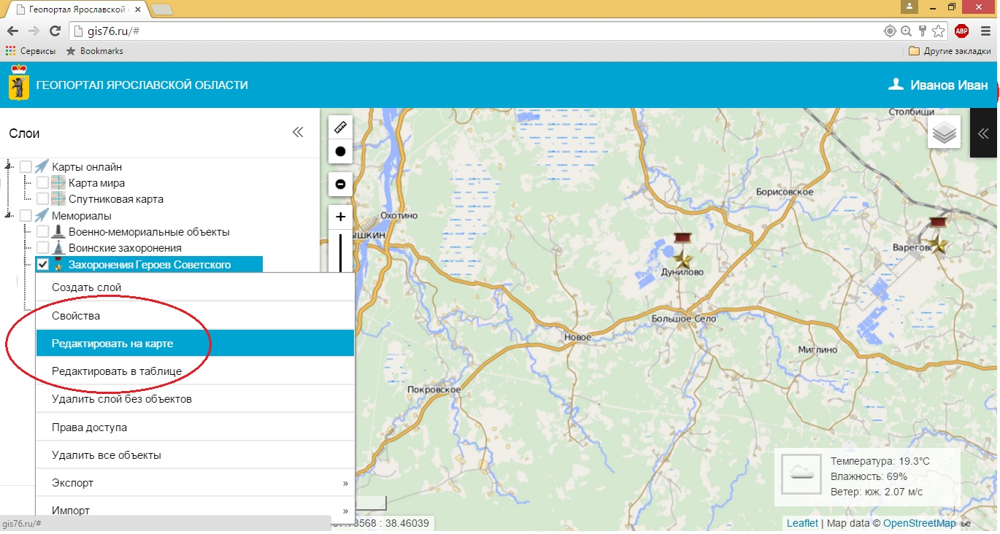 Геопортал Ярославской
gis76.ru/#
ABP
Сервисы
Bookmarks
Другие закладки
ГЕОПОРТАЛ ЯРОСЛАВСКОЙ ОБЛАСТИ
Иванов Иван
Слои
Карты онлайн
Карта мира
Спутниковая карта
Мемориалы
Военно-мемориальные объекты
Воинские захоронения
Захоронения Героев Советского
Создать слой
Свойства
Редактировать на карте
Редактировать в таблице
Удалить слой без объектов
Права доступа
Удалить все объекты
Экспорт »
Импорт »
gis76.ru/#
Столбищи
Борисовское
Охотино
ышкин
Варегово
Дунилово
Большое Село
Новое
Миглино
Покровское
Температура: 19.3°C
Влажность: 69%
Ветер: юж. 2.07 м/с
: 38.46039
Leaflet | Map data © OpenStreetMap